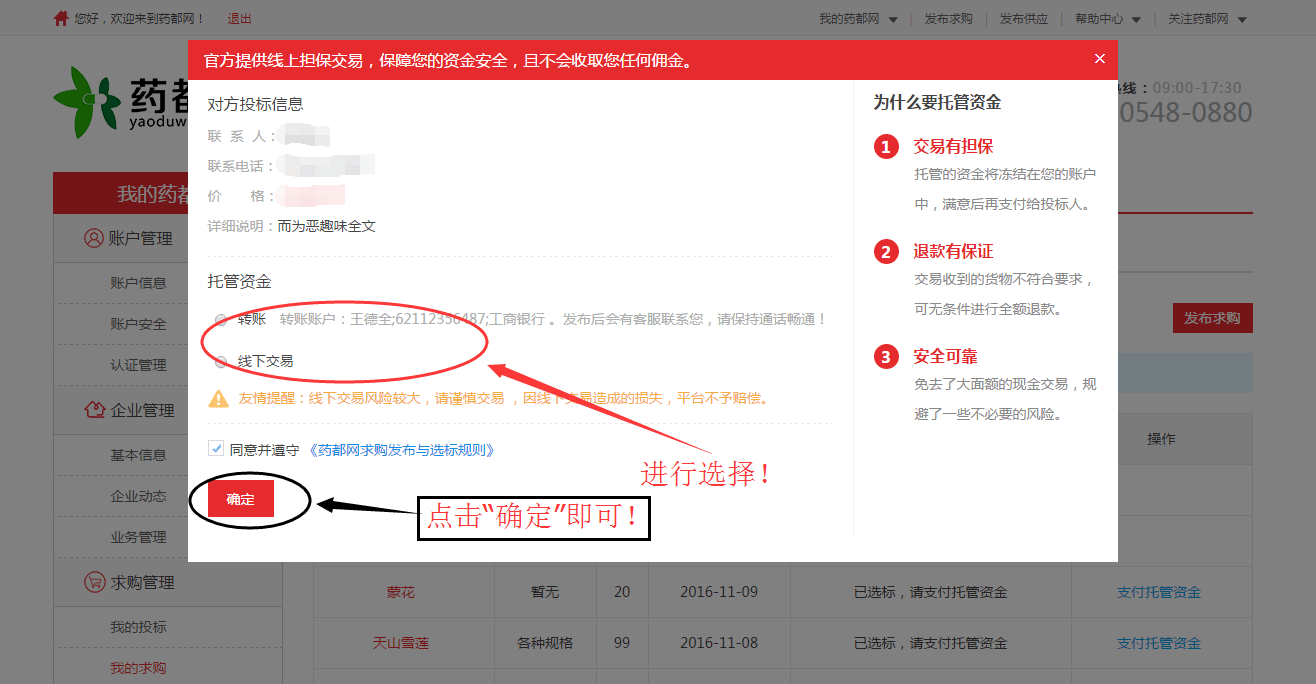 您好，欢迎来到药都网！ 退出
我的药都网 发布求购 发布供应 帮助中心 关注药都网
官方提供线上担保交易，保障您的资金安全，且不会收取您任何佣金。 ×
药都
yaoduw
线：09:00-17:30
0548-0880
对方投标信息
联 系 人：
联系电话：
价 格：
详细说明：而为恶趣味全文
托管资金
转账 转账账户：王德全;62112356487;工商银行 。发布后会有客服联系您，请保持通话畅通！
线下交易
友情提醒：线下交易风险较大，请谨慎交易 ，因线下交易造成的损失，平台不予赔偿。
同意并遵守 《药都网求购发布与选标规则》
确定
进行选择！
点击“确定”即可！
为什么要托管资金
1 交易有担保
托管的资金将冻结在您的账户
中，满意后再支付给投标人。
2 退款有保证
交易收到的货物不符合要求，
可无条件进行全额退款。
3 安全可靠
免去了大面额的现金交易，规
避了一些不必要的风险。
我的药都
账户管理
账户信息
账户安全
认证管理
企业管理
基本信息
企业动态
业务管理
求购管理
我的投标
我的求购
发布求购
操作
蒙花 暂无 20 2016-11-09 已选标，请支付托管资金 支付托管资金
天山雪莲 各种规格 99 2016-11-08 已选标，请支付托管资金 支付托管资金